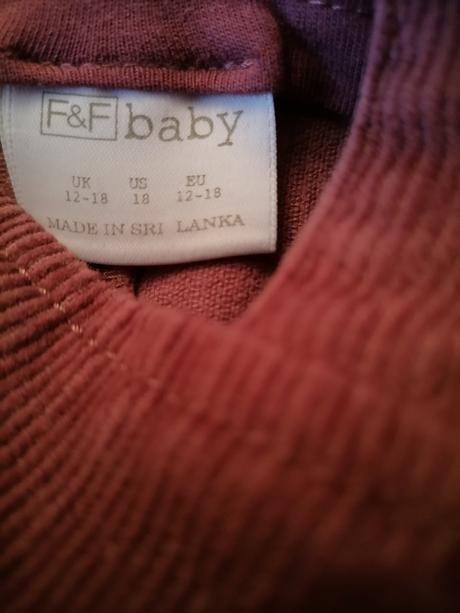 F&F baby
UK US EU
12-18 18 12-18
MADE IN SRI LANKA